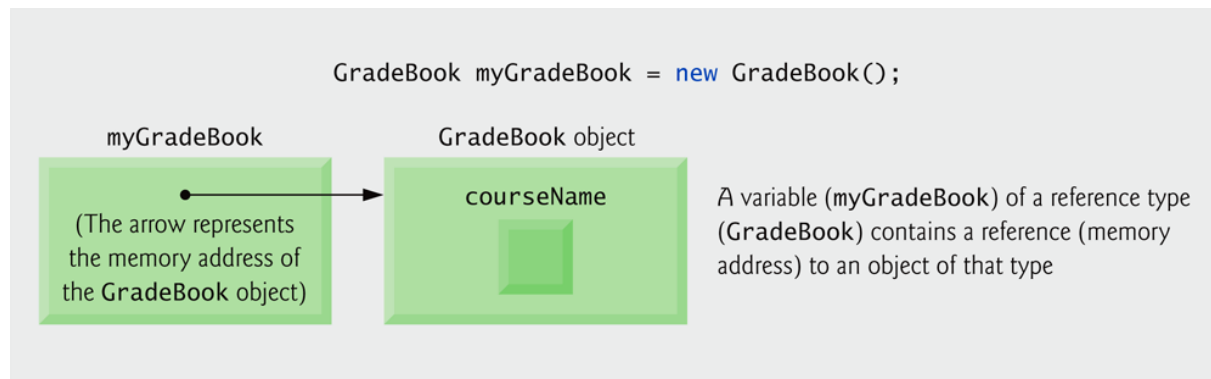 GradeBook myGradeBook = new GradeBook();
myGradeBook
GradeBook object
(The arrow represents
the memory address of
the GradeBook object)
courseName
A variable (myGradeBook) of a reference type
(GradeBook) contains a reference (memory
address) to an object of that type